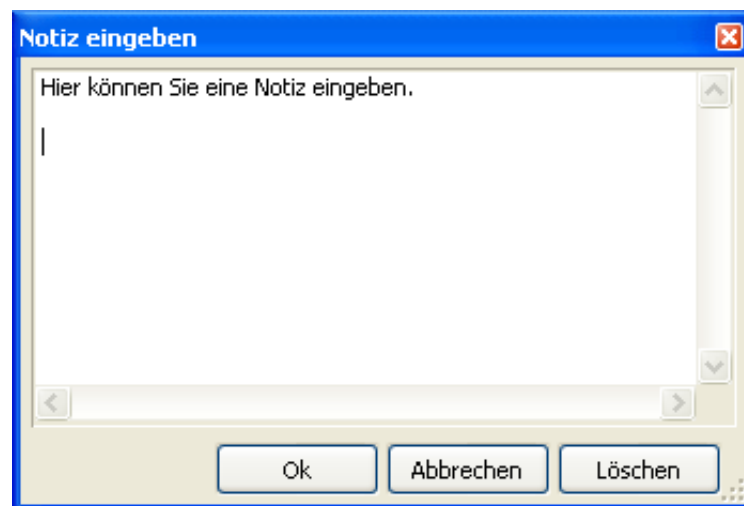 Notiz eingeben
Hier können Sie eine Notiz eingeben.
Ok
Abbrechen
Löschen